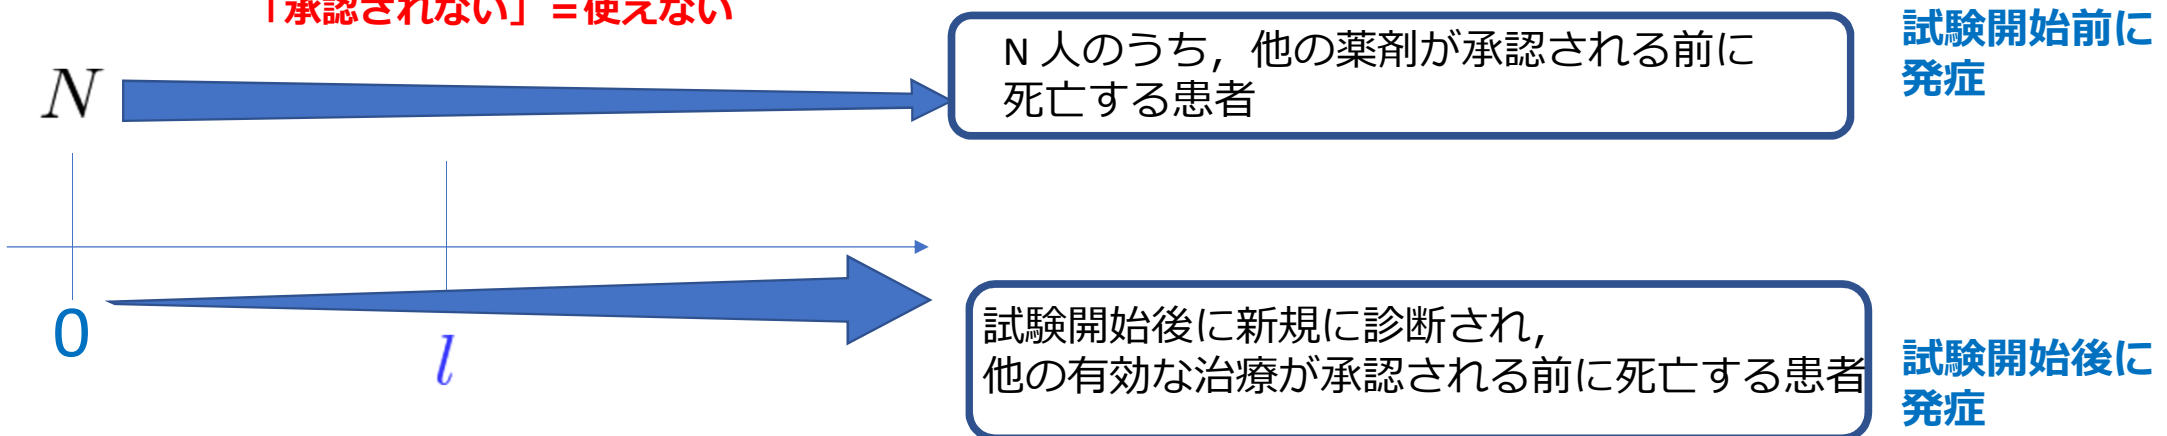 「承認されない」=使えない
N
N 人のうち，他の薬剤が承認される前に
死亡する患者
試験開始前に
発症
0
l
試験開始後に新規に診断され，
他の有効な治療が承認される前に死亡する患者
試験開始後に
発症